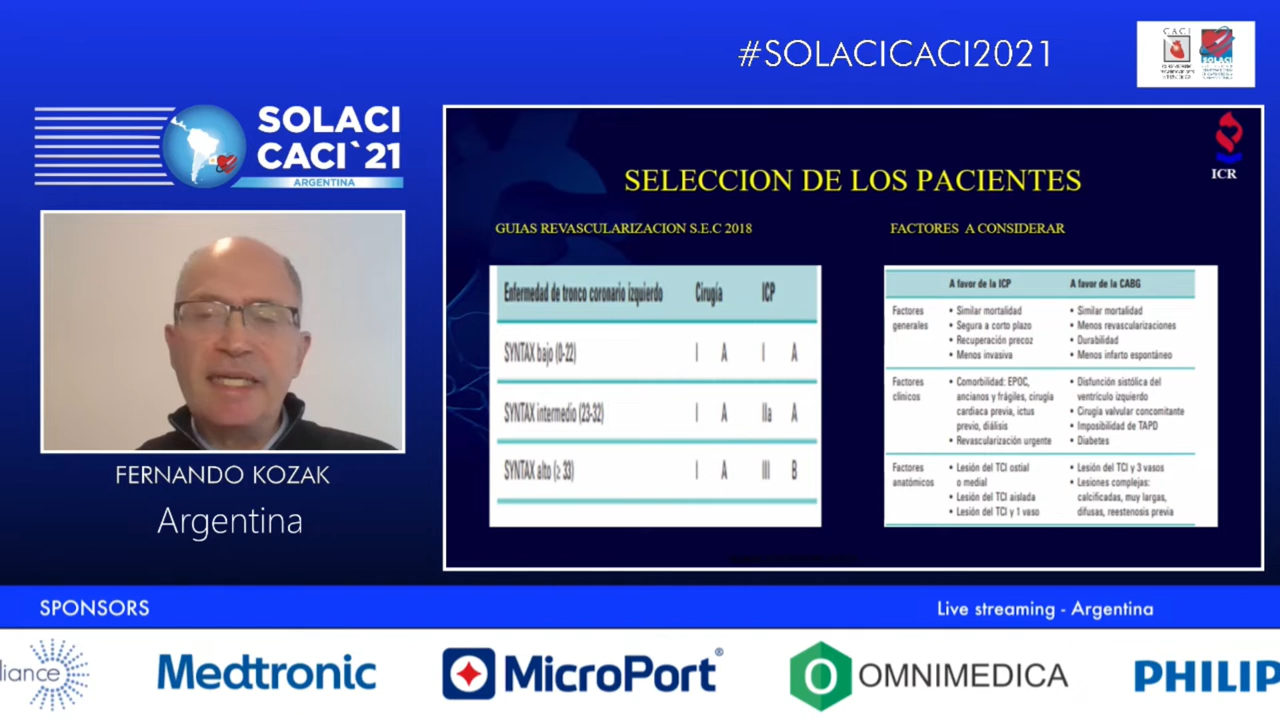 #SOLACICACI2021
CACI
SOLACI
SOLACI
CACI`21
ARGENTINA
FERNANDO KOZAK
Argentina
ICR
SELECCION DE LOS PACIENTES
GUIAS REVASCULARIZACION S.E.C 2018
Enfermedad de tronco coronario izquierdo Cirugía ICP
SYNTAX bajo (0-22) I A I A
SYNTAX intermedio (23-32) I A IIa A
SYNTAX alto (≥ 33) I A III B
FACTORES A CONSIDERAR
A favor de la ICP A favor de la CABG
Factores generales
• Similar mortalidad
• Segura a corto plazo
• Recuperación precoz
• Menos invasiva
• Similar mortalidad
• Menos revascularizaciones
• Durabilidad
• Menos infarto espontáneo
Factores clínicos
• Comorbilidad: EPOC,
ancianos y frágiles, cirugía
cardiaca previa, ictus
previo, diálisis
• Revascularización urgente
• Disfunción sistólica del
ventrículo izquierdo
• Cirugía valvular concomitante
• Imposibilidad de TAPD
• Diabetes
Factores anatómicos
• Lesión del TCI ostial
o medial
• Lesión del TCI aislada
• Lesión del TCI y 1 vaso
• Lesión del TCI y 3 vasos
• Lesiones complejas:
calcificadas, muy largas,
difusas, reestenosis previa
SPONSORS
Live streaming - Argentina
liance
Medtronic
MicroPort®
OMNIMEDICA
PHILIP